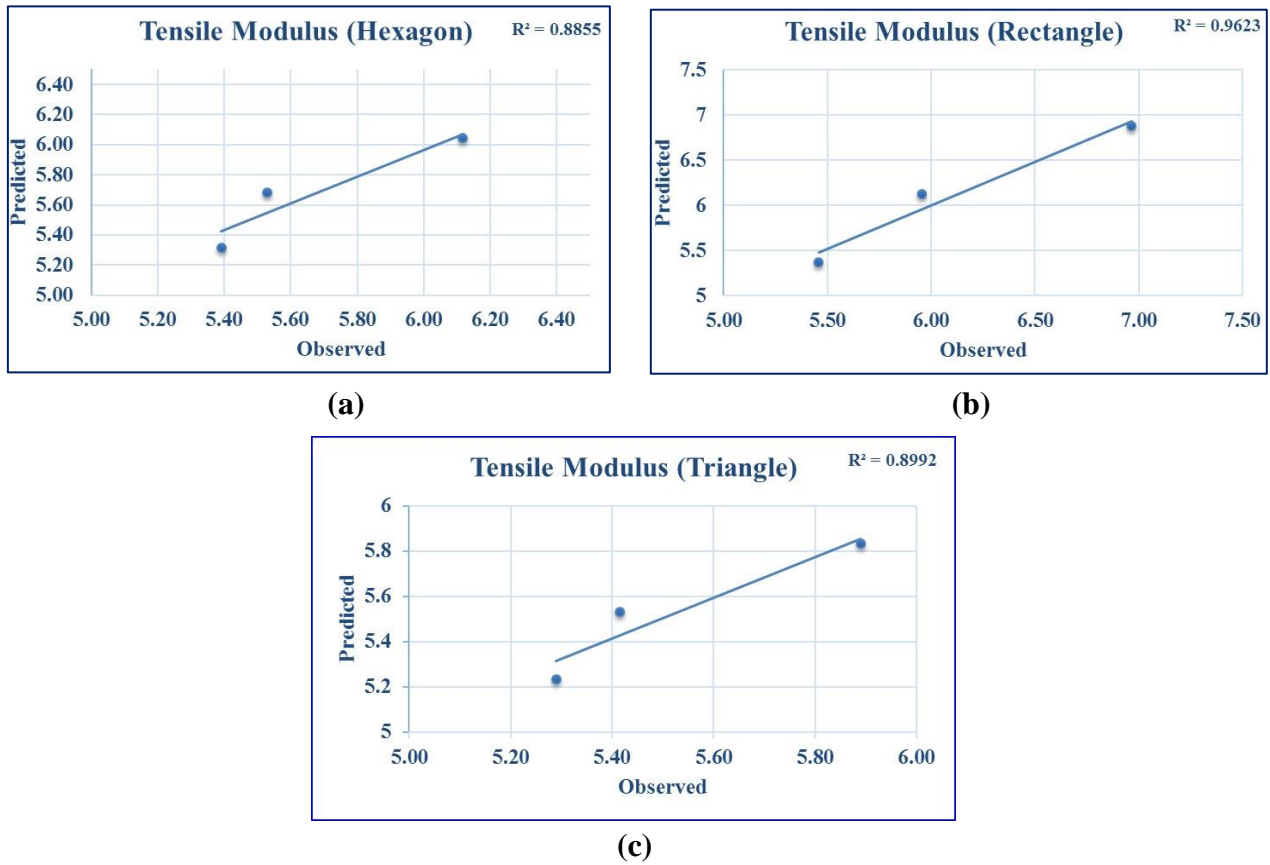 Tensile Modulus (Hexagon)
R² = 0.8855
6.40
6.20
6.00
5.80
5.60
5.40
5.20
5.00
Predicted
5.00 5.20 5.40 5.60 5.80 6.00 6.20 6.40
Observed
(a)
Tensile Modulus (Rectangle)
R² = 0.9623
7.5
7
6.5
6
5.5
5
Predicted
5.00 5.50 6.00 6.50 7.00 7.50
Observed
(b)
Tensile Modulus (Triangle)
R² = 0.8992
6
5.8
5.6
5.4
5.2
5
Predicted
5.00 5.20 5.40 5.60 5.80 6.00
Observed
(c)